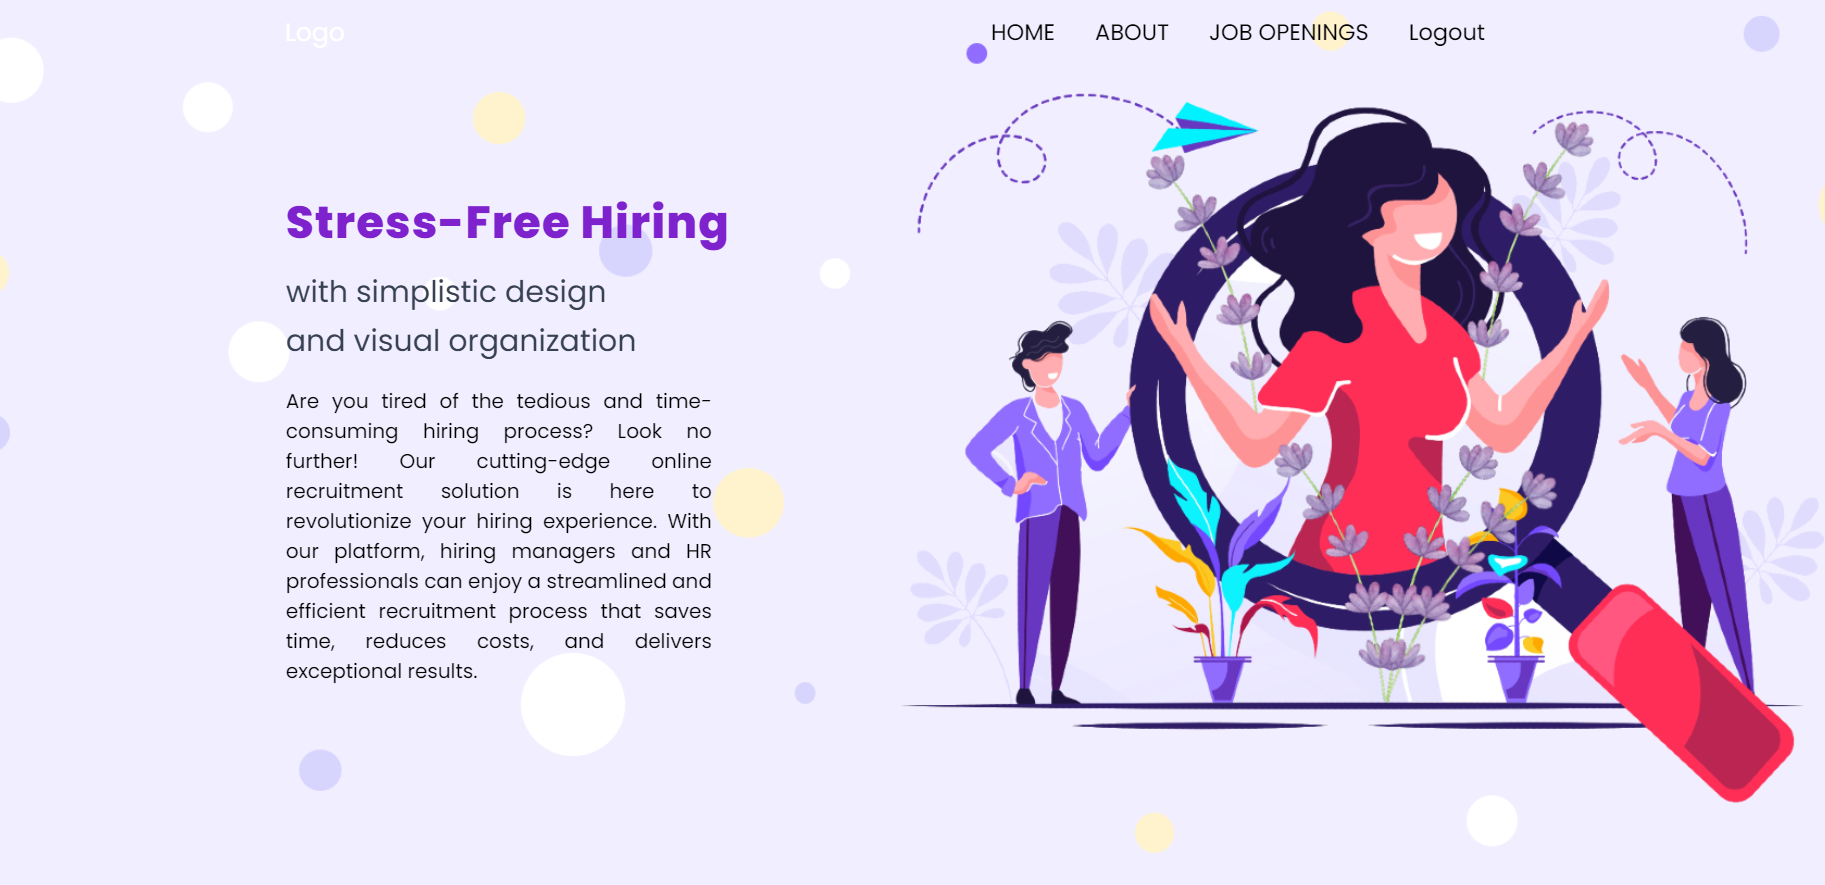 Logo
HOME ABOUT JOB OPENINGS Logout
Stress-Free Hiring
with simplistic design
and visual organization
Are you tired of the tedious and time-
consuming hiring process? Look no
further! Our cutting-edge online
recruitment solution is here to
revolutionize your hiring experience. With
our platform, hiring managers and HR
professionals can enjoy a streamlined and
efficient recruitment process that saves
time, reduces costs, and delivers
exceptional results.